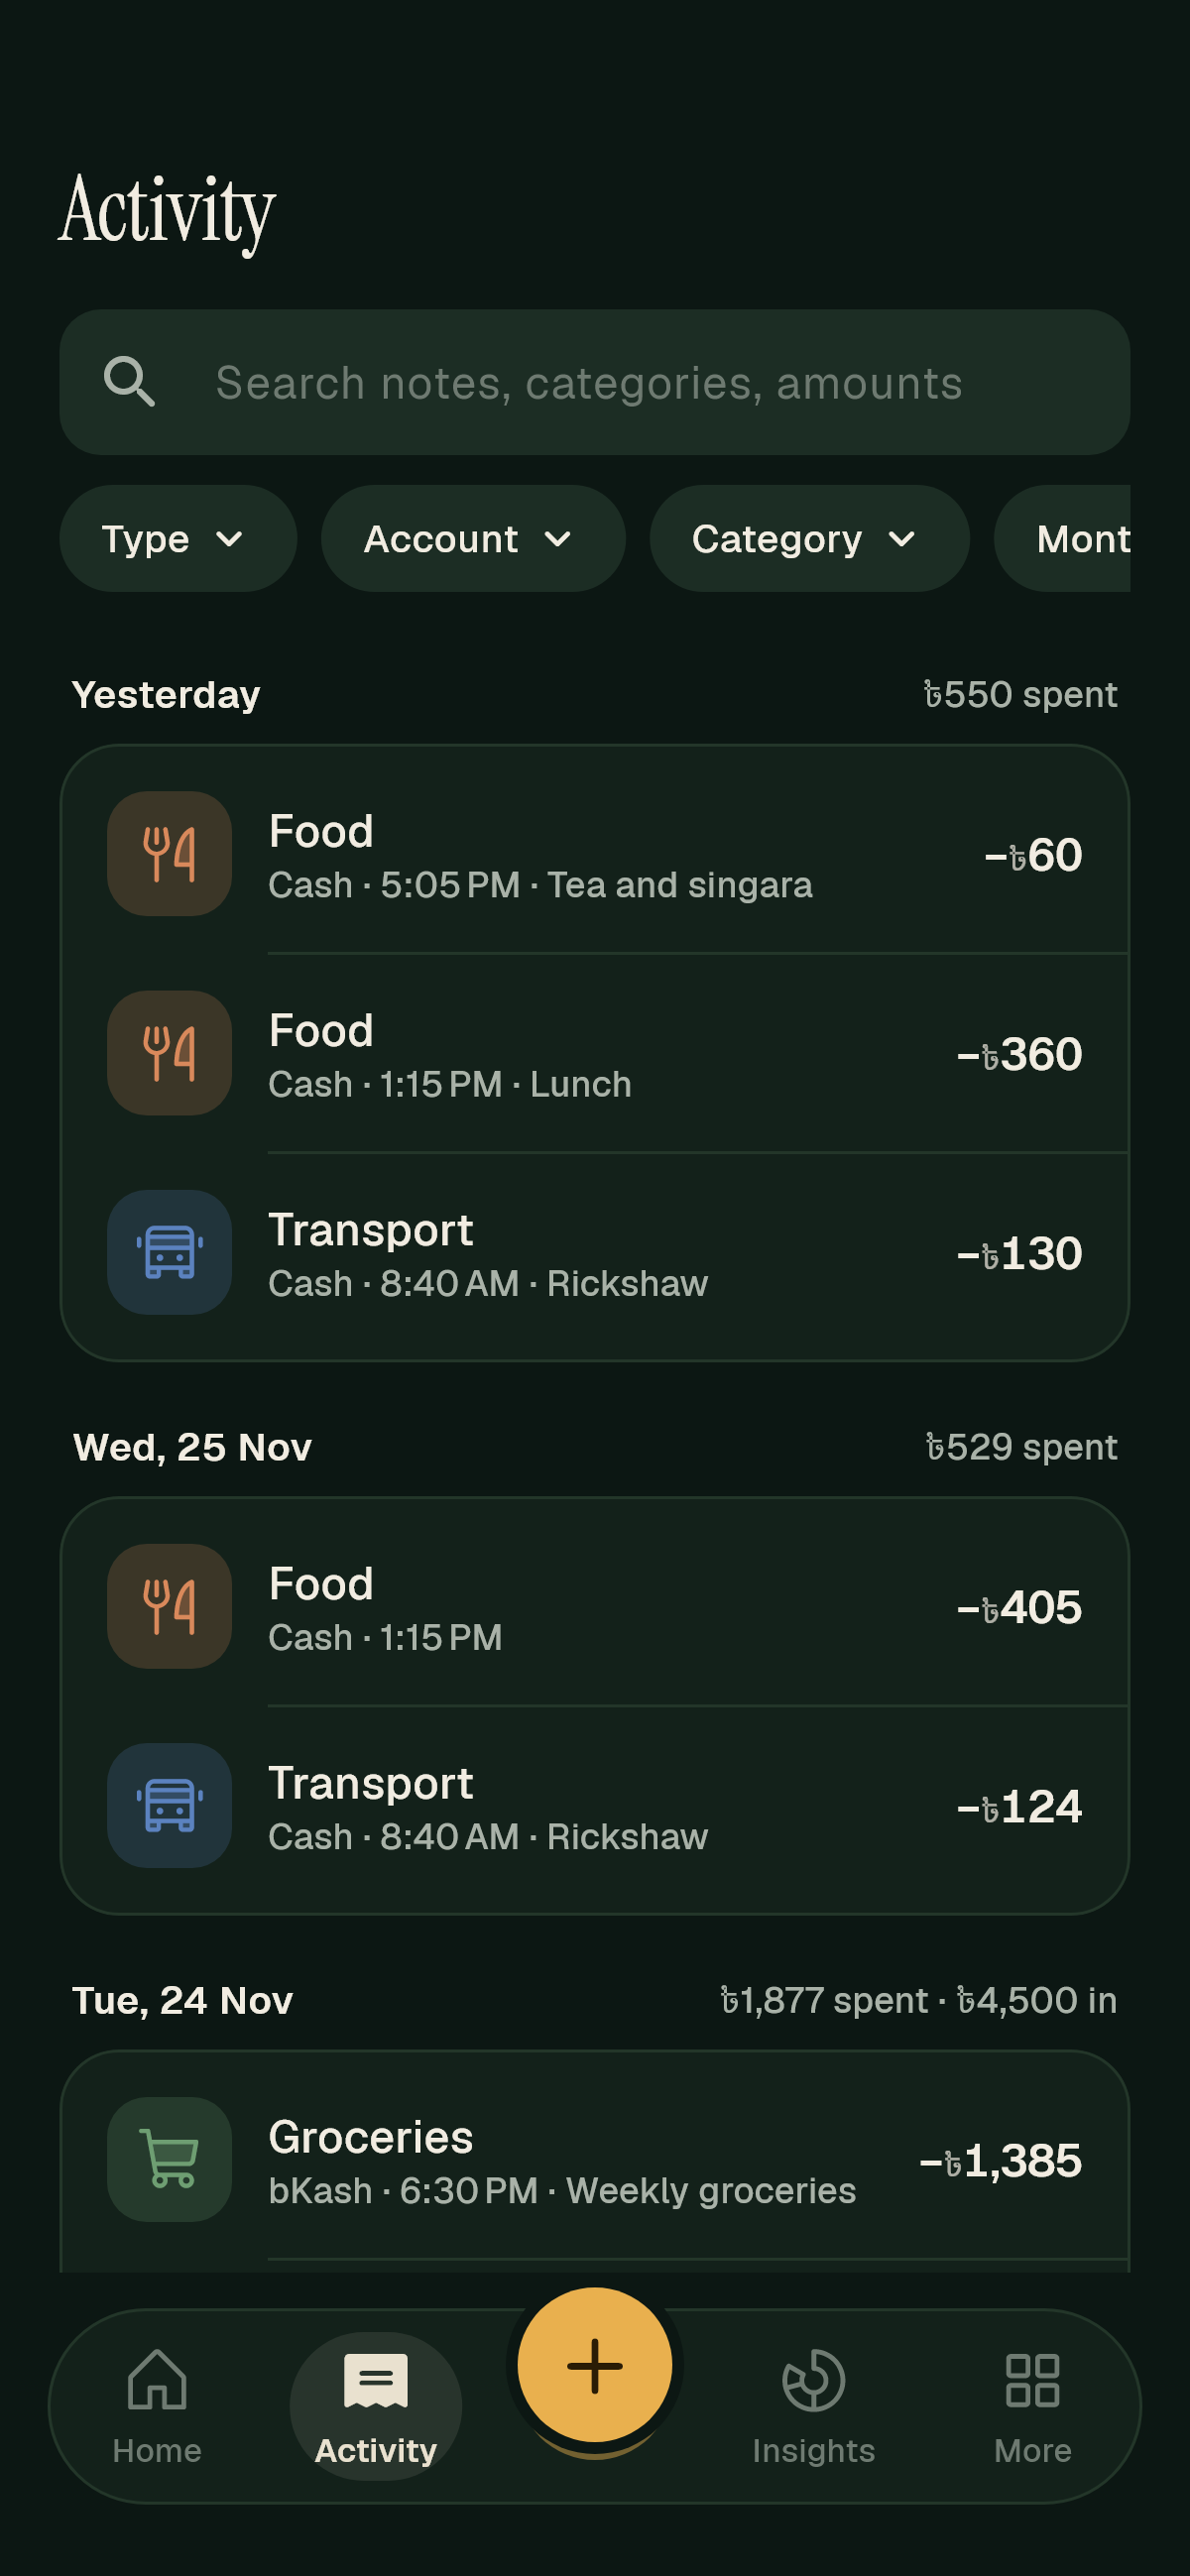 Activity
Search notes, categories, amounts
Type
Account
Category
Mont
Yesterday
৳550 spent
Food
Cash · 5:05 PM · Tea and singara
−৳60
Food
Cash · 1:15 PM · Lunch
−৳360
Transport
Cash · 8:40 AM · Rickshaw
−৳130
Wed, 25 Nov
৳529 spent
Food
Cash · 1:15 PM
−৳405
Transport
Cash · 8:40 AM · Rickshaw
−৳124
Tue, 24 Nov
৳1,877 spent · ৳4,500 in
Groceries
bKash · 6:30 PM · Weekly groceries
−৳1,385
Home
Activity
Insights
More